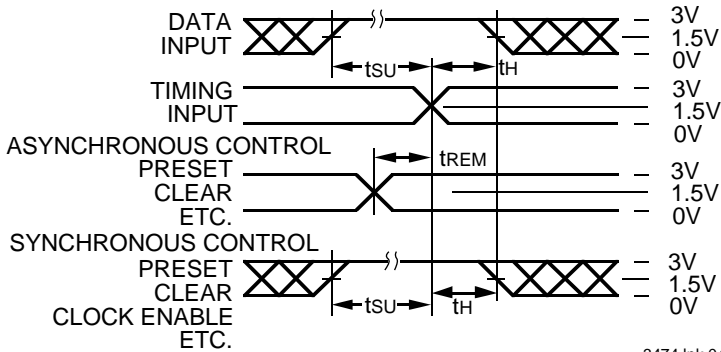 DATA 3V
INPUT 1.5V
0V
tSU tH
TIMING 3V
INPUT 1.5V
0V
ASYNCHRONOUS CONTROL
tREM
PRESET 3V
CLEAR 1.5V
ETC. 0V
SYNCHRONOUS CONTROL
PRESET 3V
CLEAR 1.5V
tSU tH 0V
CLOCK ENABLE
ETC.